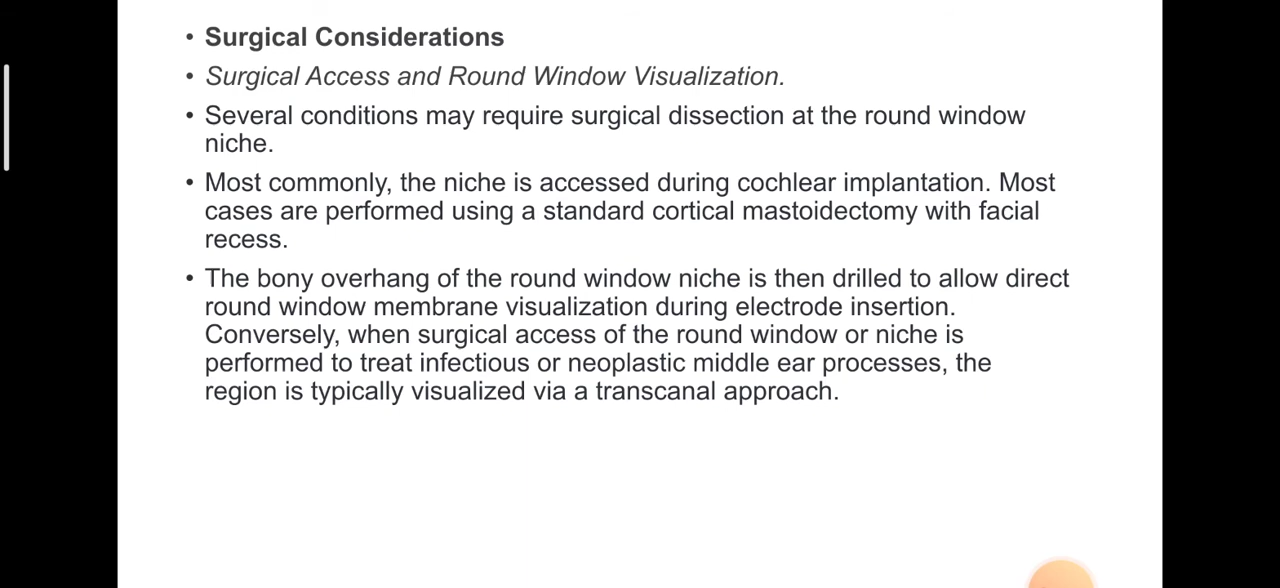 • Surgical Considerations
• Surgical Access and Round Window Visualization.
• Several conditions may require surgical dissection at the round window
niche.
• Most commonly, the niche is accessed during cochlear implantation. Most
cases are performed using a standard cortical mastoidectomy with facial
recess.
• The bony overhang of the round window niche is then drilled to allow direct
round window membrane visualization during electrode insertion.
Conversely, when surgical access of the round window or niche is
performed to treat infectious or neoplastic middle ear processes, the
region is typically visualized via a transcanal approach.